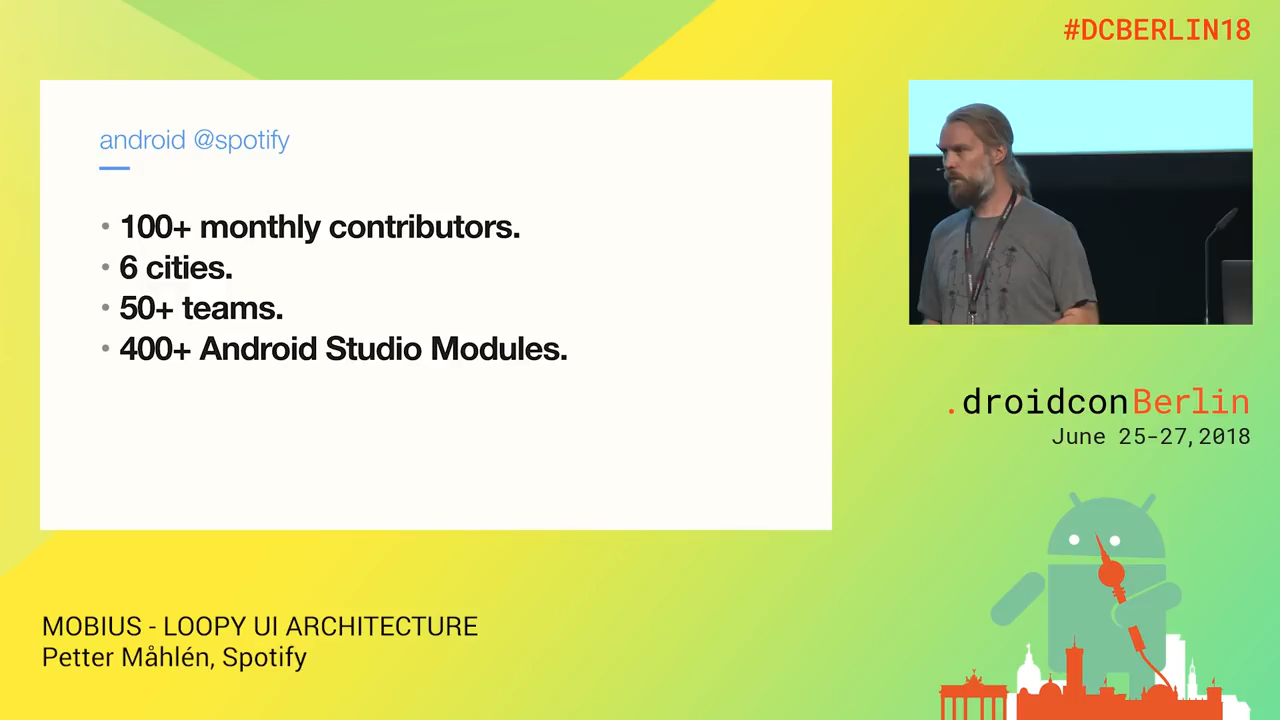 #DCBERLIN18
android @spotify
• 100+ monthly contributors.
• 6 cities.
• 50+ teams.
• 400+ Android Studio Modules.
.droidconBerlin
June 25-27, 2018
MOBIUS - LOOPY UI ARCHITECTURE
Petter Måhlén, Spotify